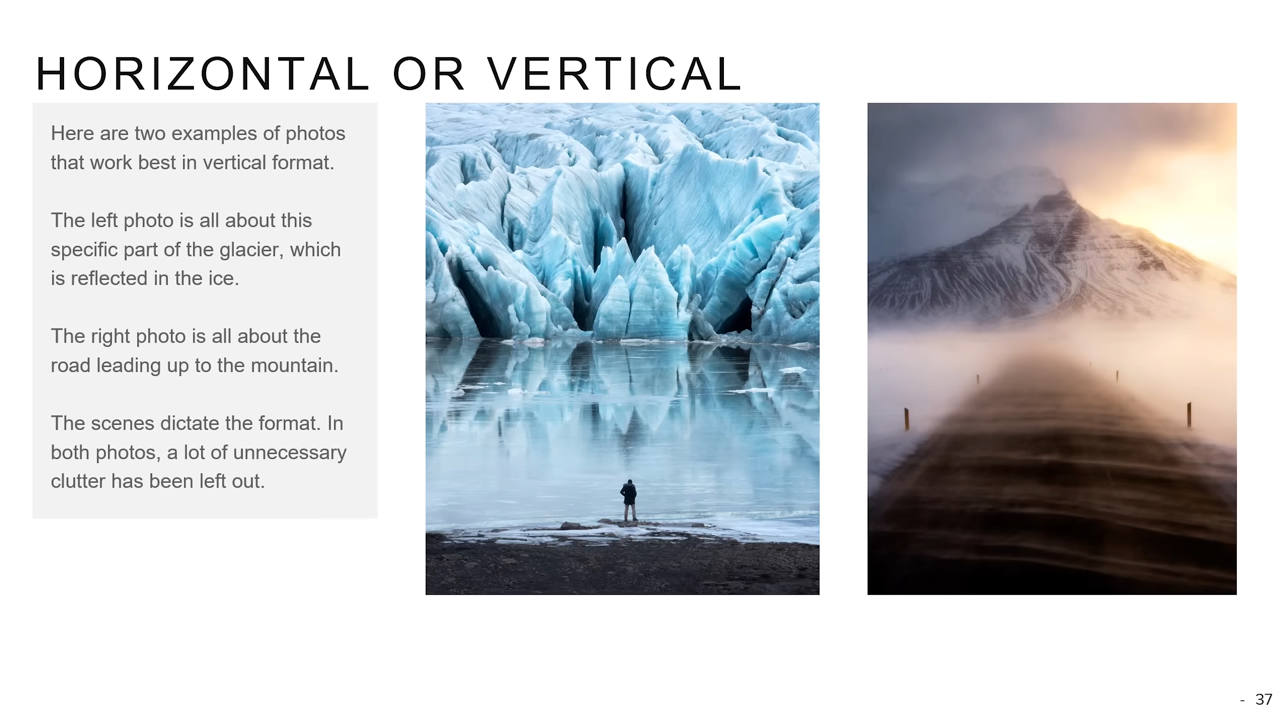 HORIZONTAL OR VERTICAL
Here are two examples of photos
that work best in vertical format.
The left photo is all about this
specific part of the glacier, which
is reflected in the ice.
The right photo is all about the
road leading up to the mountain.
The scenes dictate the format. In
both photos, a lot of unnecessary
clutter has been left out.
- 37